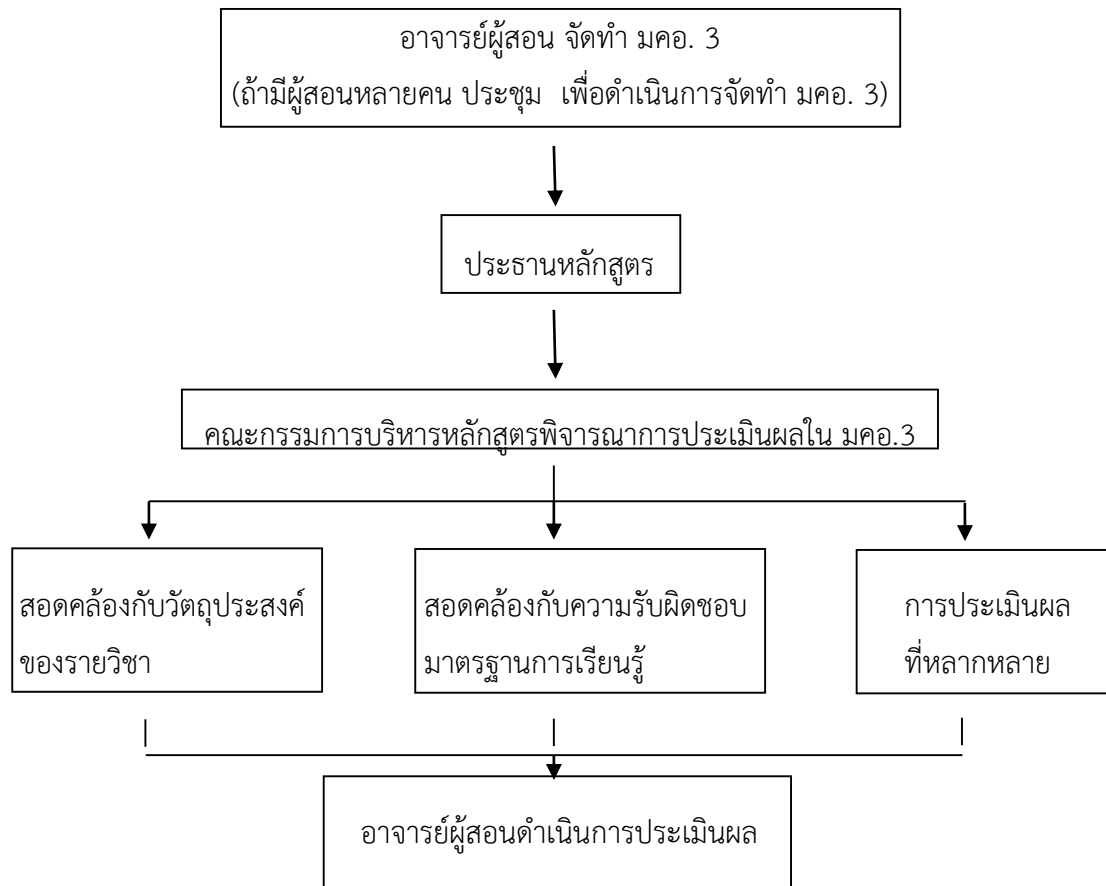 อาจารย์ผู้สอน จัดทำ มคอ. 3
(ถ้ามีผู้สอนหลายคน ประชุม เพื่อดำเนินการจัดทำ มคอ. 3)
ประธานหลักสูตร
คณะกรรมการบริหารหลักสูตรพิจารณาการประเมินผลใน มคอ.3
สอดคล้องกับวัตถุประสงค์
ของรายวิชา
สอดคล้องกับความรับผิดชอบ
มาตรฐานการเรียนรู้
การประเมินผล
ที่หลากหลาย
อาจารย์ผู้สอนดำเนินการประเมินผล